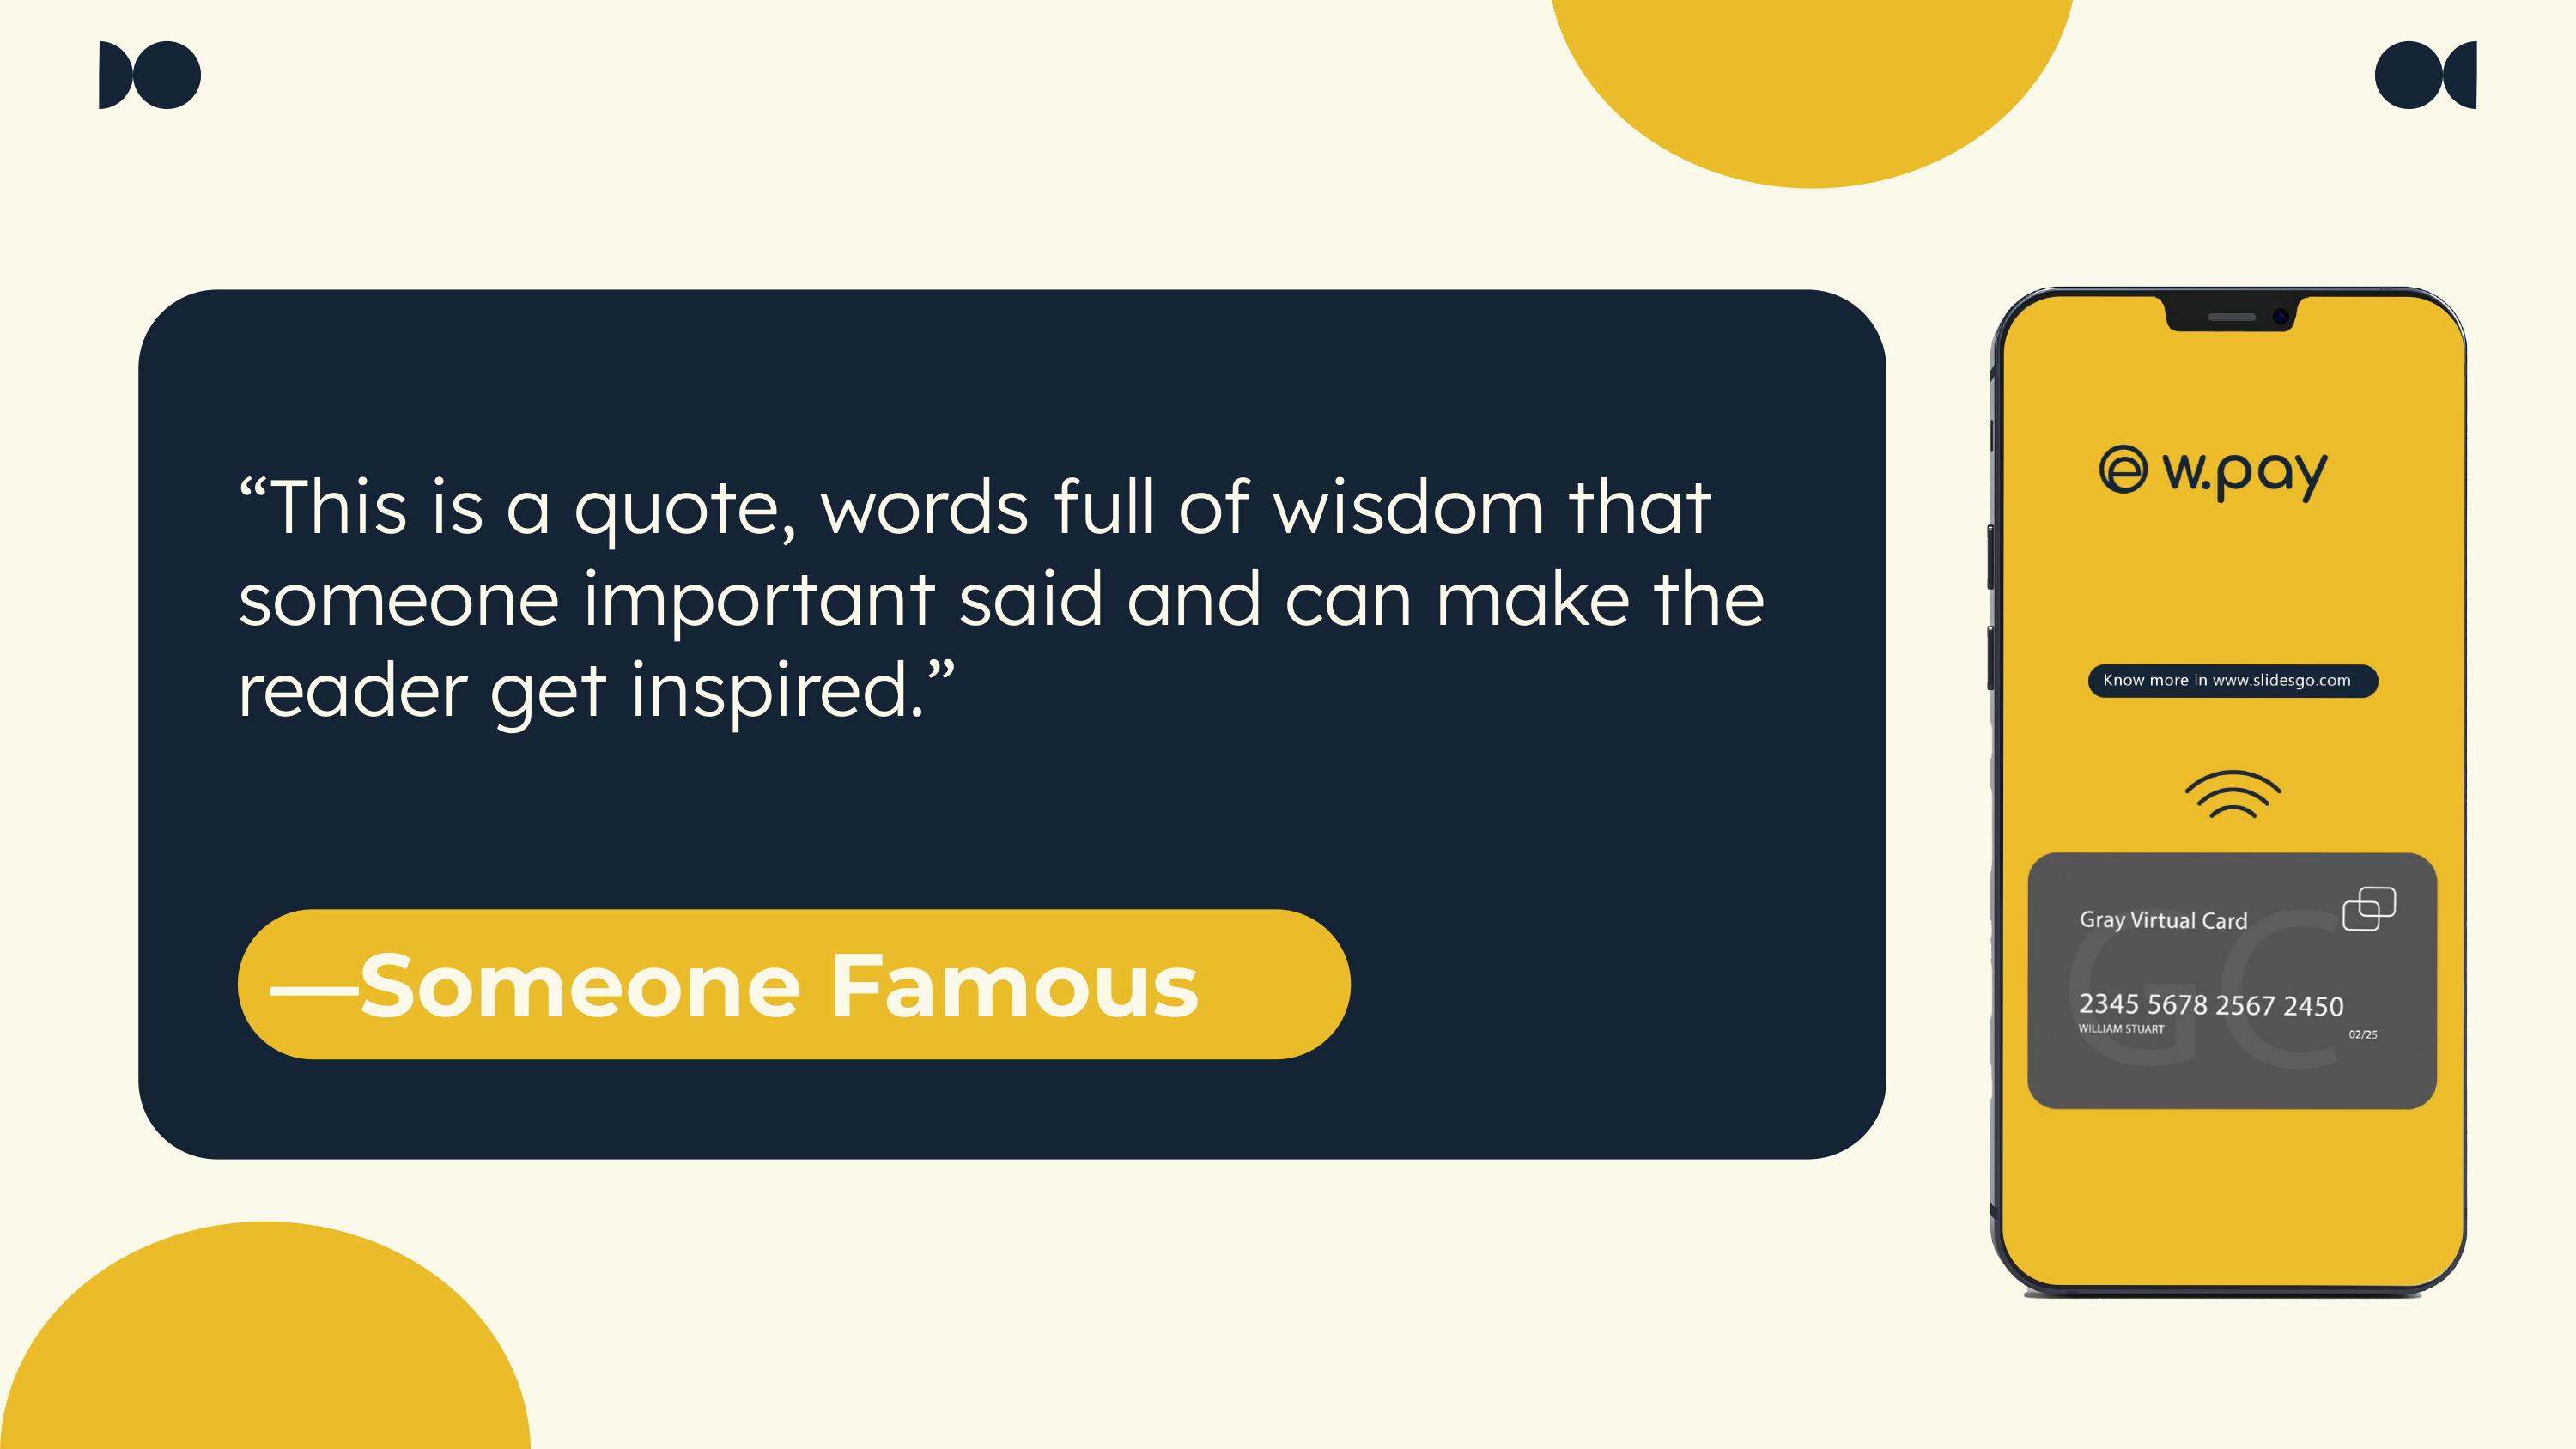 “This is a quote, words full of wisdom that
someone important said and can make the
reader get inspired.”
—Someone Famous
w.pay
Know more in www.slidesgo.com
Gray Virtual Card
GC
2345 5678 2567 2450
WILLIAM STUART
02/25